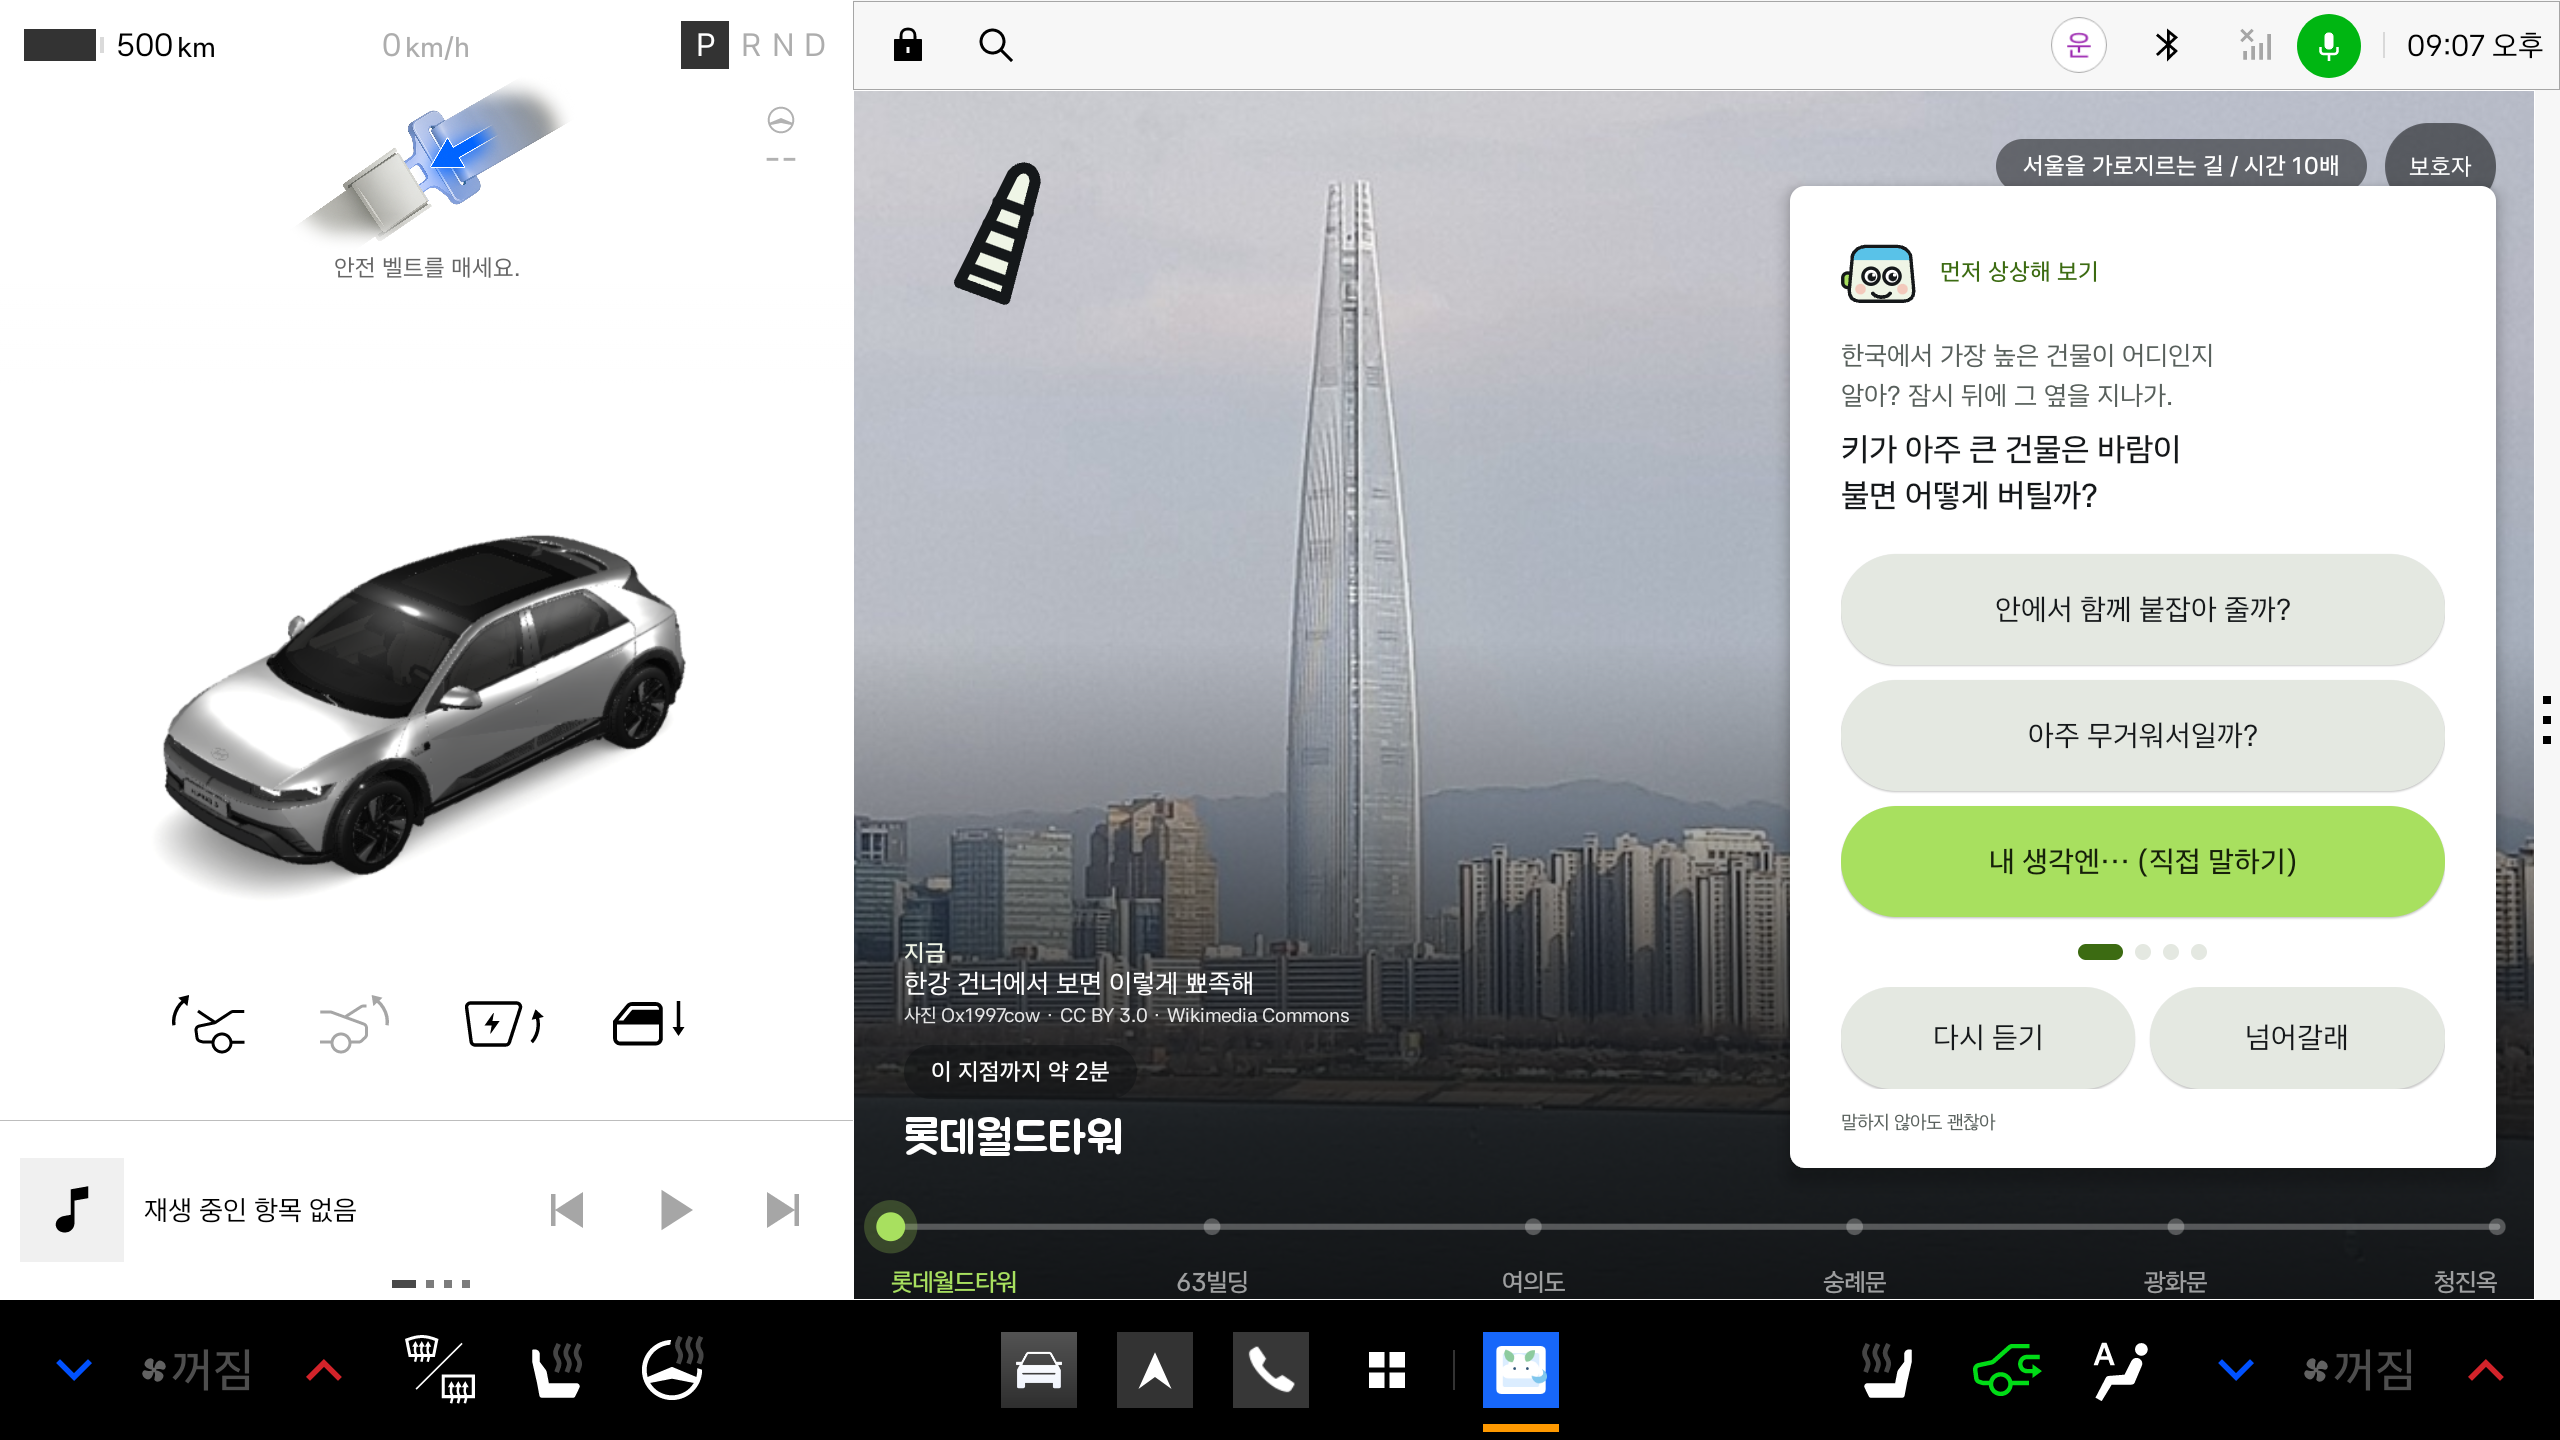 500 km
0 km/h
P R N D
운
09:07 오후
안전 벨트를 매세요.
서울을 가로지르는 길 / 시간 10배
보호자
먼저 상상해 보기
한국에서 가장 높은 건물이 어디인지
알아? 잠시 뒤에 그 옆을 지나가.
키가 아주 큰 건물은 바람이
불면 어떻게 버틸까?
안에서 함께 붙잡아 줄까?
아주 무거워서일까?
내 생각엔… (직접 말하기)
다시 듣기
넘어갈래
말하지 않아도 괜찮아
지금
한강 건너에서 보면 이렇게 뾰족해
사진 Ox1997cow · CC BY 3.0 · Wikimedia Commons
이 지점까지 약 2분
롯데월드타워
롯데월드타워
63빌딩
여의도
숭례문
광화문
청진옥
재생 중인 항목 없음
꺼짐
A
꺼짐